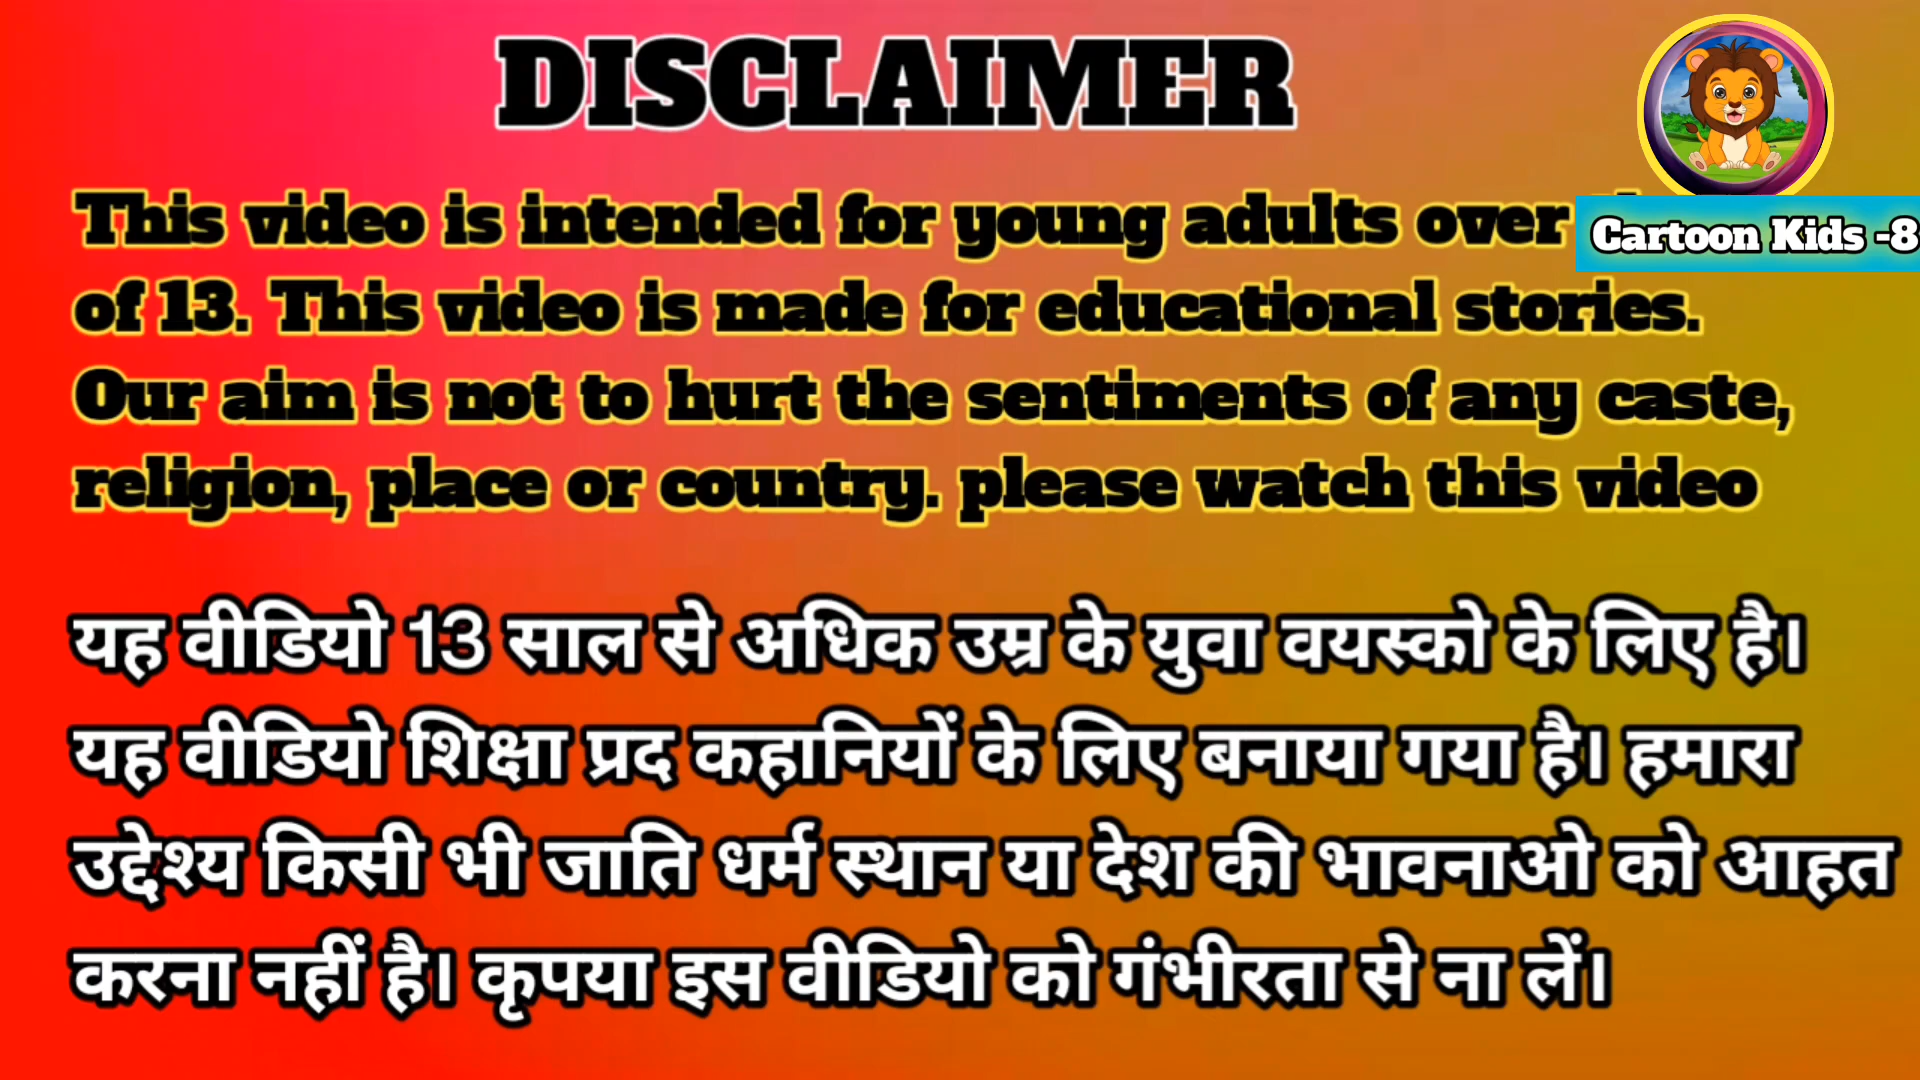 DISCLAIMER
This video is intended for young adults over
Cartoon Kids -8
of 13. This video is made for educational stories.
Our aim is not to hurt the sentiments of any caste,
religion, place or country. please watch this video
यह वीडियो 13 साल से अधिक उम्र के युवा वयस्को के लिए है।
यह वीडियो शिक्षा प्रद कहानियों के लिए बनाया गया है। हमारा
उद्देश्य किसी भी जाति धर्म स्थान या देश की भावनाओ को आहत
करना नहीं है। कृपया इस वीडियो को गंभीरता से ना लें।